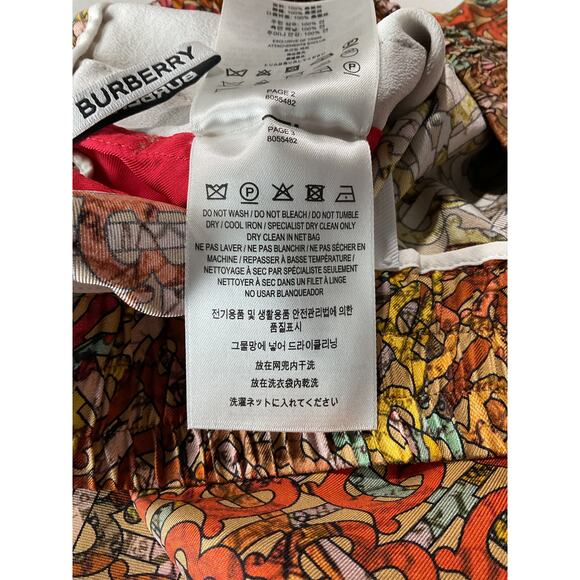 BURBERRY
PAGE 2
8055482
PAGE 3
8055482
DO NOT WASH / DO NOT BLEACH / DO NOT TUMBLE
DRY / COOL IRON / SPECIALIST DRY CLEAN ONLY
DRY CLEAN IN NET BAG
NE PAS LAVER / NE PAS BLANCHIR / NE PAS SÉCHER EN
MACHINE / REPASSER À BASSE TEMPÉRATURE /
NETTOYAGE À SEC PAR SPÉCIALISTE SEULEMENT
NETTOYER À SEC DANS UN FILET À LINGE
NO USAR BLANQUEADOR
전기용품 및 생활용품 안전관리법에 의한
품질표시
그물망에 넣어 드라이클리닝
放在网兜内干洗
放在洗衣袋內乾洗
洗濯ネットに入れてください